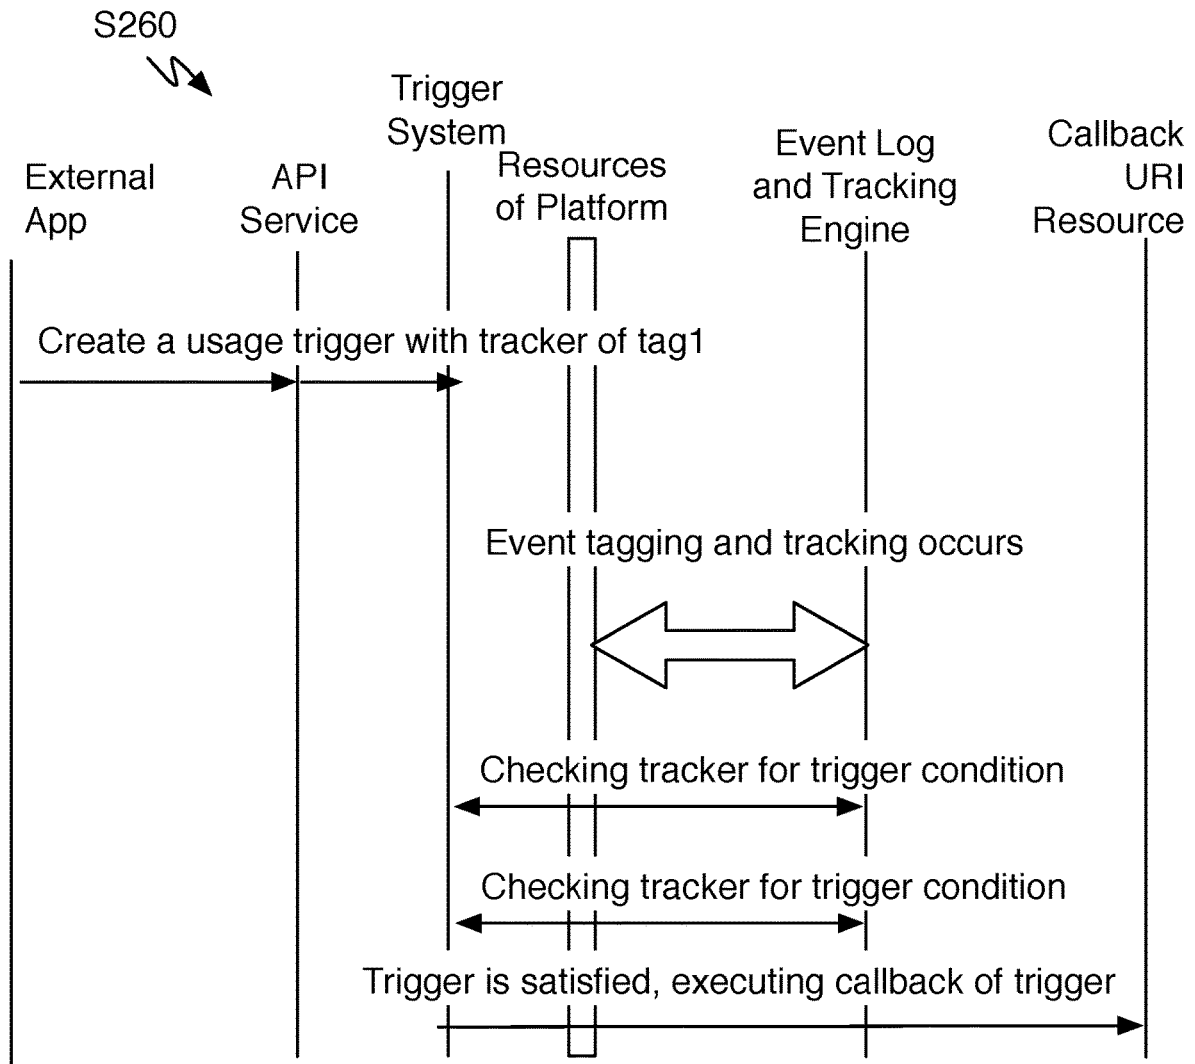 S260
Trigger
System
External
App
API
Service
Resources
of Platform
Event Log
and Tracking
Engine
Callback
URI
Resource
Create a usage trigger with tracker of tag1
Event tagging and tracking occurs
Checking tracker for trigger condition
Checking tracker for trigger condition
Trigger is satisfied, executing callback of trigger